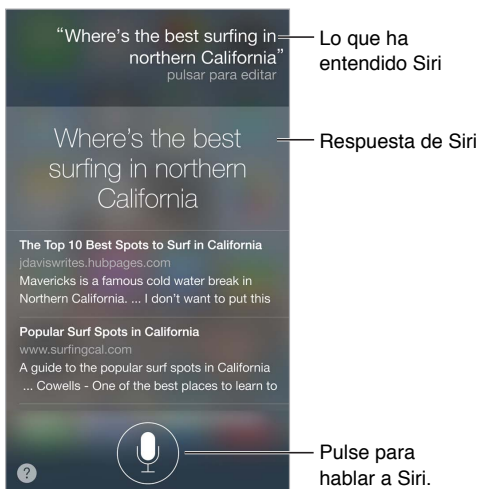 “Where's the best surfing in
northern California”
pulsar para editar
Lo que ha
entendido Siri
Where's the best
surfing in northern
California
Respuesta de Siri
The Top 10 Best Spots to Surf in California
jdaviswrites.hubpages.com
Mavericks is a famous cold water break in
Northern California. ... I don't want to put this
Popular Surf Spots in California
www.surfingcal.com
A guide to the popular surf spots in California
... Cowells - One of the best places to learn to
?
Pulse para
hablar a Siri.